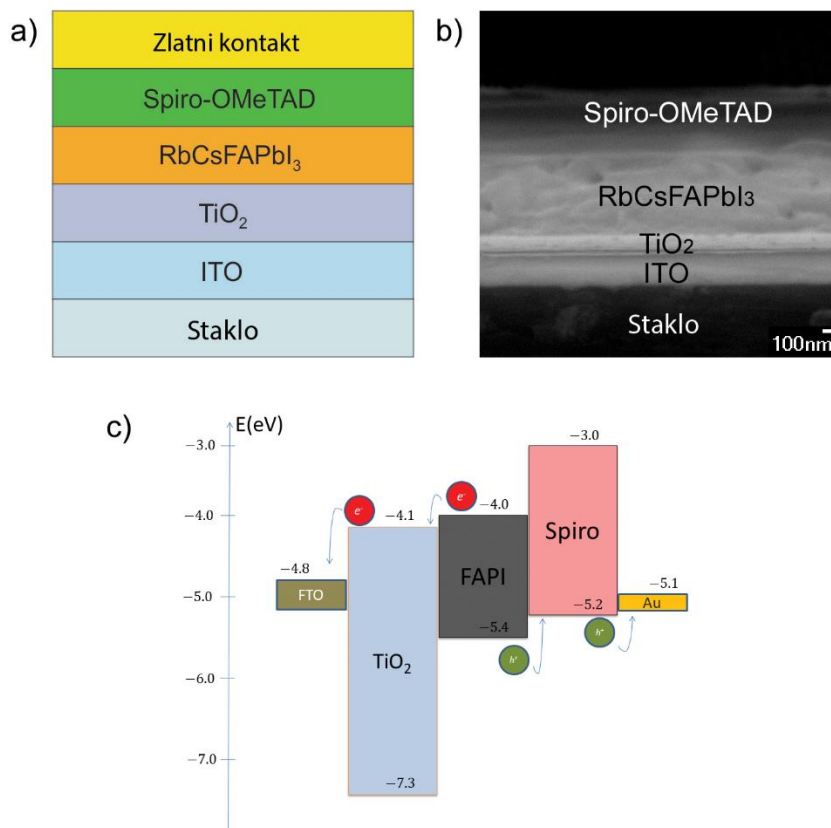 a)
Zlatni kontakt
Spiro-OMeTAD
RbCsFAPbI₃
TiO₂
ITO
Staklo
b)
Spiro-OMeTAD
RbCsFAPbI₃
TiO₂
ITO
Staklo
100nm
c)
E(eV)
−3.0
−4.0
−5.0
−6.0
−7.0
−4.8
FTO
e⁻
−4.1
TiO₂
−7.3
e⁻
−4.0
FAPI
−5.4
h⁺
−3.0
Spiro
−5.2
h⁺
−5.1
Au